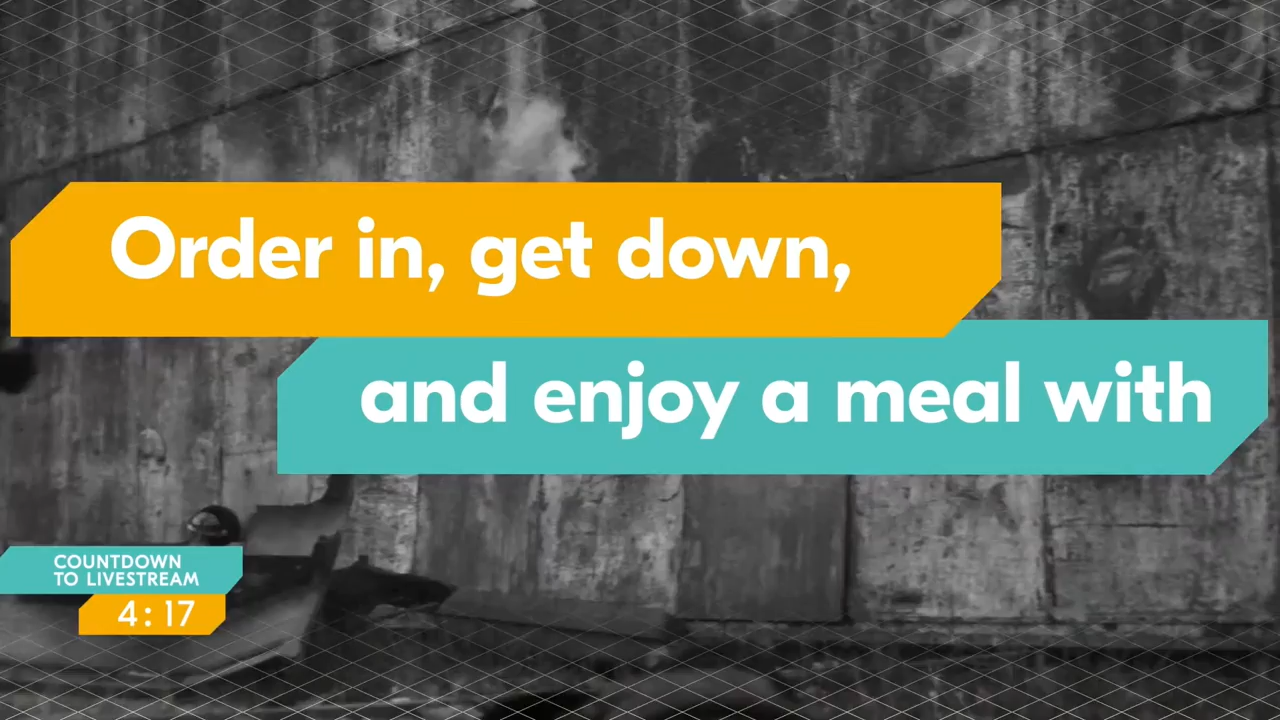 Order in, get down,
and enjoy a meal with
COUNTDOWN
TO LIVESTREAM
4:17